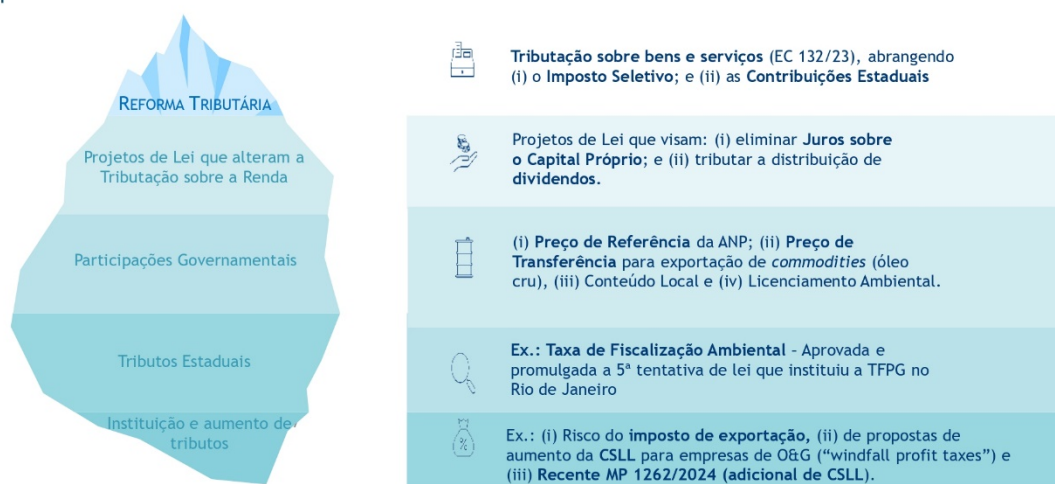 Tributação sobre bens e serviços (EC 132/23), abrangendo
(i) o Imposto Seletivo; e (ii) as Contribuições Estaduais
REFORMA TRIBUTÁRIA
Projetos de Lei que alteram a
Tributação sobre a Renda
Projetos de Lei que visam: (i) eliminar Juros sobre
o Capital Próprio; e (ii) tributar a distribuição de
dividendos.
Participações Governamentais
(i) Preço de Referência da ANP; (ii) Preço de
Transferência para exportação de commodities (óleo
cru), (iii) Conteúdo Local e (iv) Licenciamento Ambiental.
Tributos Estaduais
Ex.: Taxa de Fiscalização Ambiental – Aprovada e
promulgada a 5ª tentativa de lei que instituiu a TFPG no
Rio de Janeiro
Instituição e aumento de
tributos
%
Ex.: (i) Risco do imposto de exportação, (ii) de propostas de
aumento da CSLL para empresas de O&G (“windfall profit taxes”) e
(iii) Recente MP 1262/2024 (adicional de CSLL).